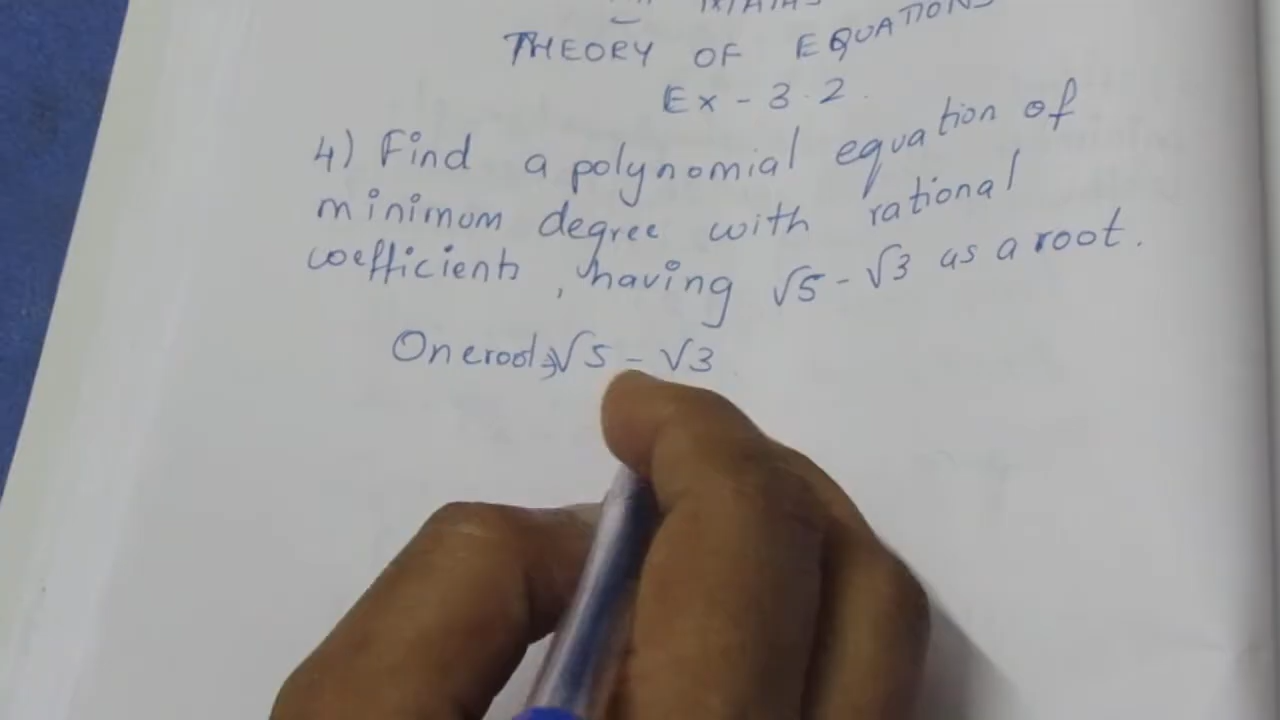 THEORY OF EQUATIONS
Ex - 3.2.
4) Find a polynomial equation of
minimum degree with rational
coefficients, having √5 - √3 as a root.
One root √5 - √3